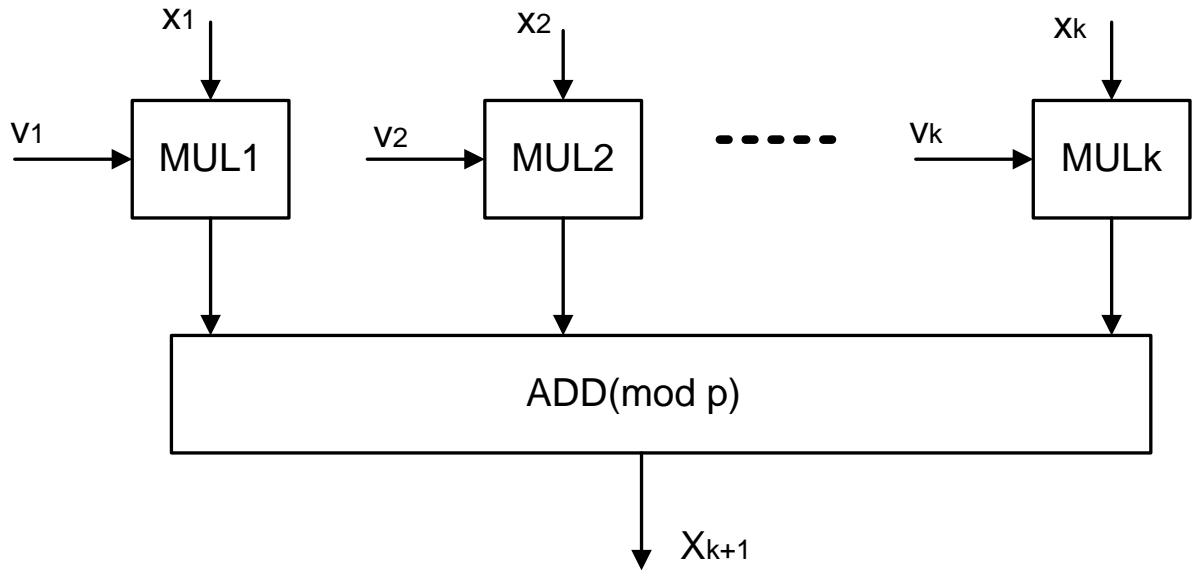 x1 x2 xk
v1 MUL1 v2 MUL2 vk MULk
ADD(mod p)
Xk+1